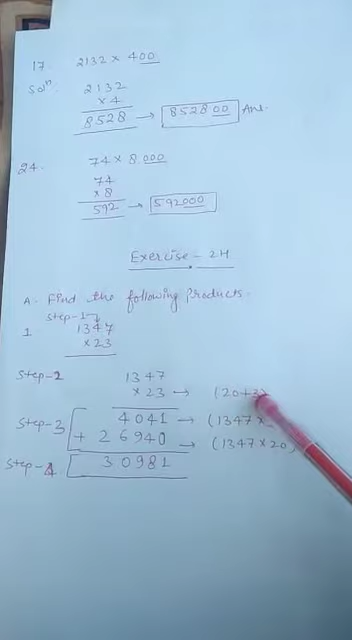 17. 2132 × 400
Solⁿ 2132
× 4
8528 → 852800 Ans.
24. 74 × 8000
74
× 8
592 → 592000
Exercise - 2H
A. Find the following Products.
Step-1 →
1 1347
× 23
Step-2 1347
× 23 → (20+3)
Step-3 4041 → (1347 ×
+ 26940 → (1347 × 20)
Step-4 30981